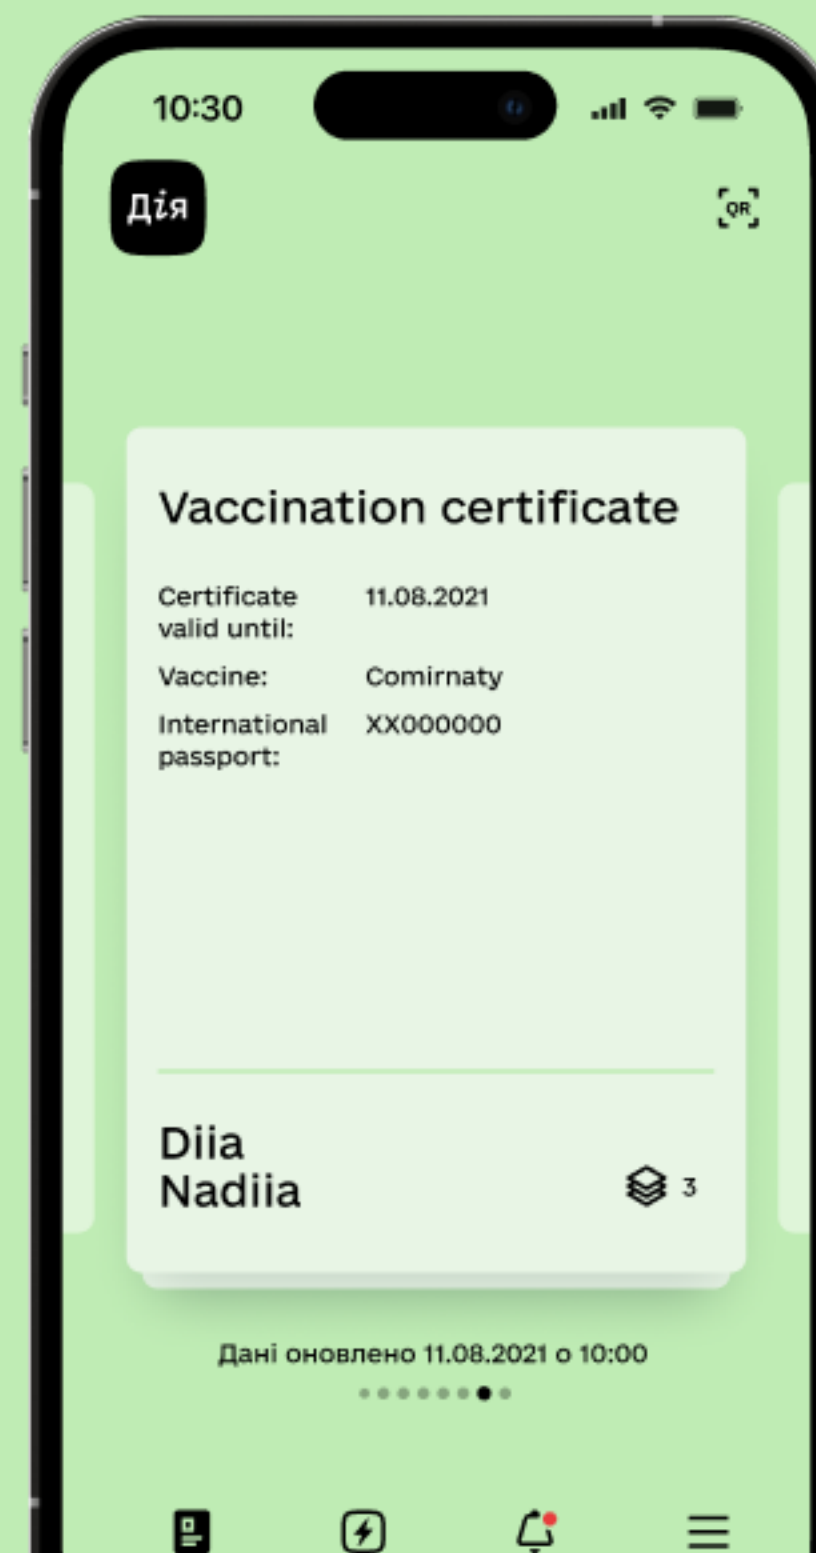 10:30
Дія
QR
Vaccination certificate
Certificate 11.08.2021
valid until:
Vaccine: Comirnaty
International XX000000
passport:
Diia
Nadiia
3
Дані оновлено 11.08.2021 о 10:00